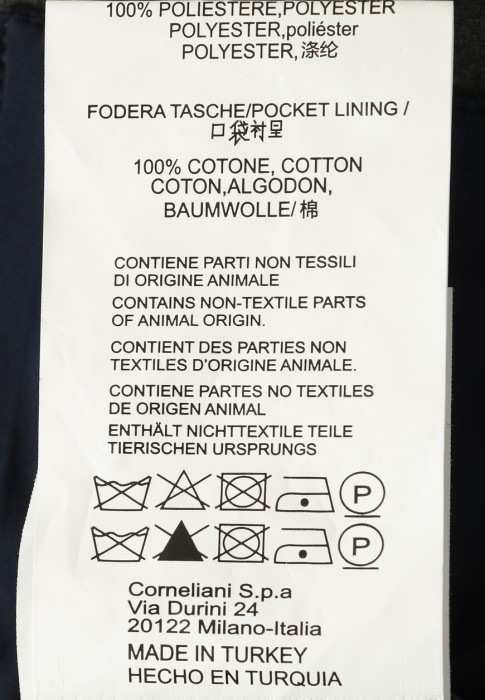 100% POLIESTERE,POLYESTER
POLYESTER,poliéster
POLYESTER,涤纶
FODERA TASCHE/POCKET LINING /
口袋衬里
100% COTONE, COTTON
COTON,ALGODON,
BAUMWOLLE/棉
CONTIENE PARTI NON TESSILI
DI ORIGINE ANIMALE
CONTAINS NON-TEXTILE PARTS
OF ANIMAL ORIGIN.
CONTIENT DES PARTIES NON
TEXTILES D'ORIGINE ANIMALE.
CONTIENE PARTES NO TEXTILES
DE ORIGEN ANIMAL
ENTHÄLT NICHTTEXTILE TEILE
TIERISCHEN URSPRUNGS
P
P
Corneliani S.p.a
Via Durini 24
20122 Milano-Italia
MADE IN TURKEY
HECHO EN TURQUIA